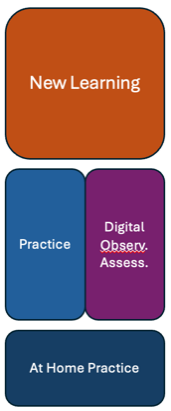 New Learning
Practice
Digital
Observ.
Assess.
At Home Practice